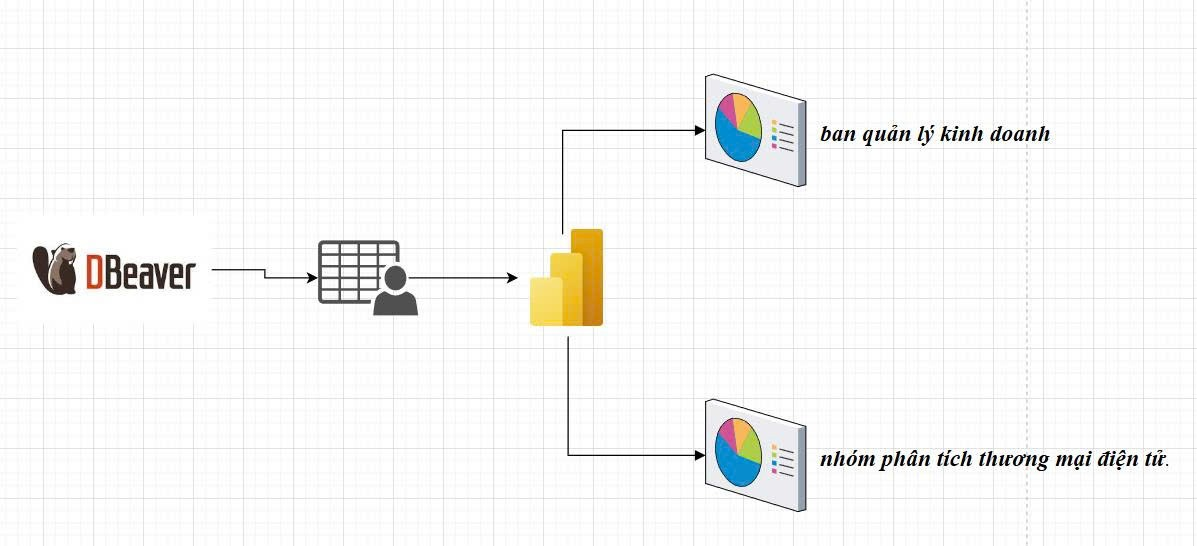 ban quản lý kinh doanh
DBeaver
nhóm phân tích thương mại điện tử.